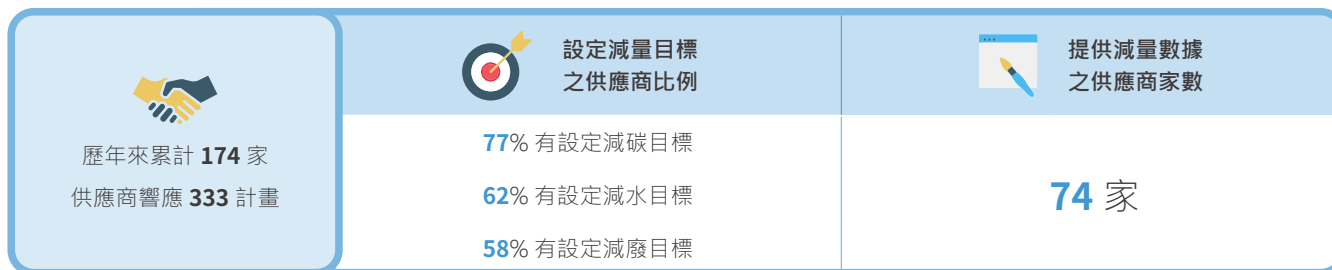 歷年來累計 174 家
供應商響應 333 計畫
設定減量目標
之供應商比例
77% 有設定減碳目標
62% 有設定減水目標
58% 有設定減廢目標
提供減量數據
之供應商家數
74 家